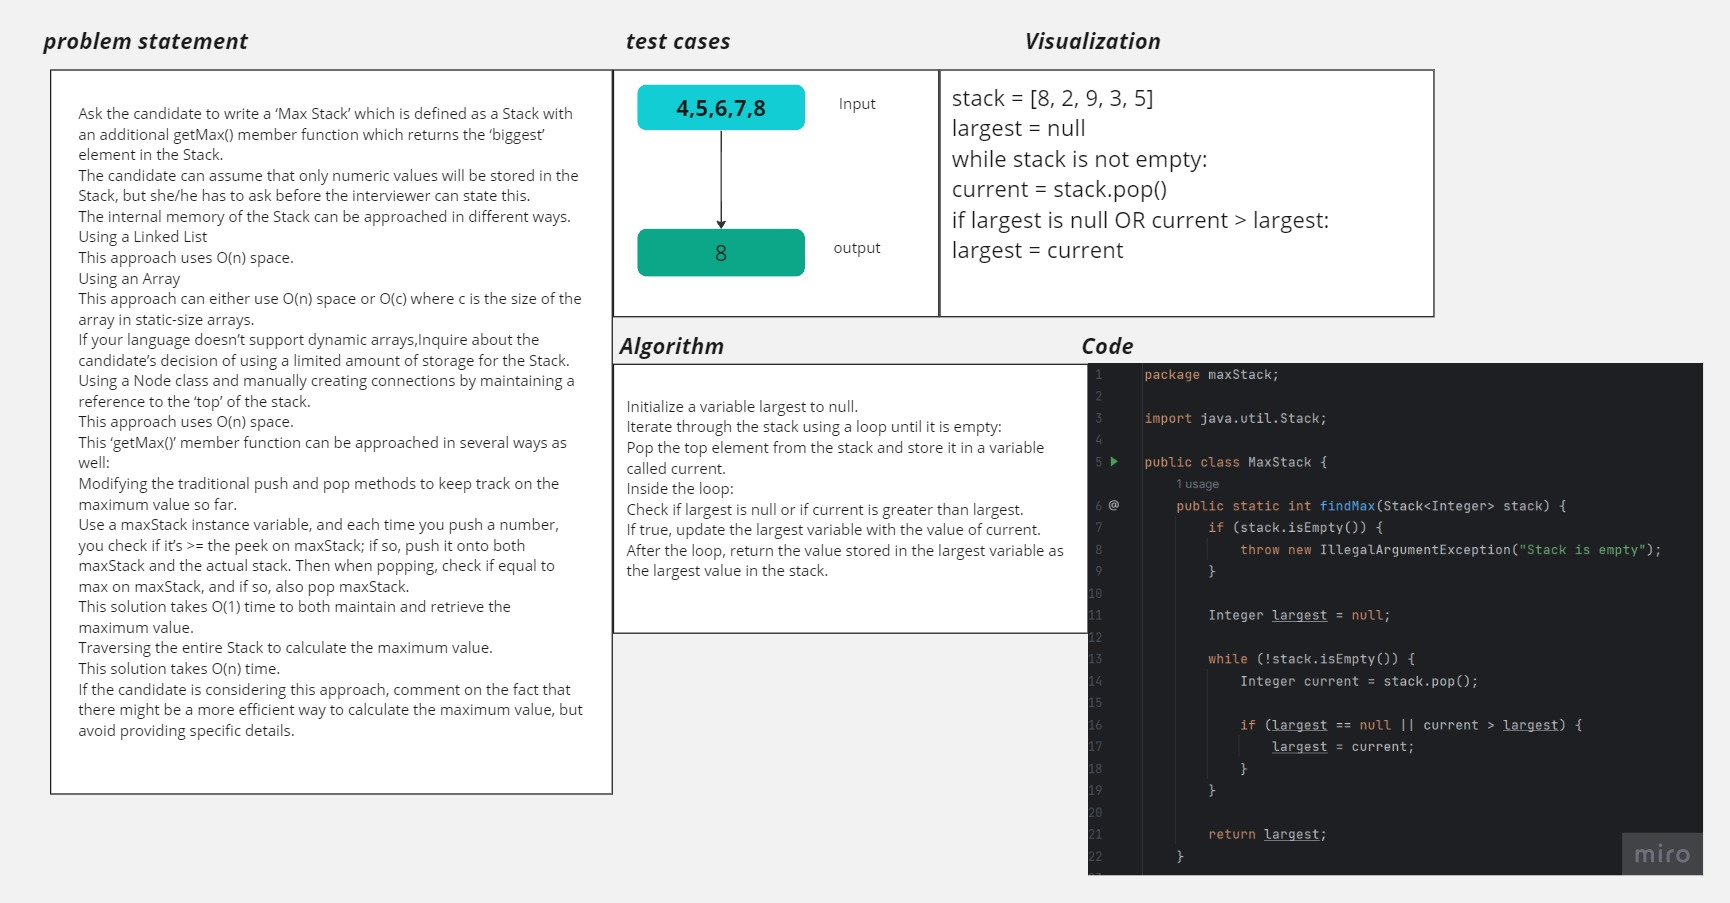 problem statement
Ask the candidate to write a ‘Max Stack’ which is defined as a Stack with
an additional getMax() member function which returns the ‘biggest’
element in the Stack.
The candidate can assume that only numeric values will be stored in the
Stack, but she/he has to ask before the interviewer can state this.
The internal memory of the Stack can be approached in different ways.
Using a Linked List
This approach uses O(n) space.
Using an Array
This approach can either use O(n) space or O(c) where c is the size of the
array in static-size arrays.
If your language doesn’t support dynamic arrays,Inquire about the
candidate’s decision of using a limited amount of storage for the Stack.
Using a Node class and manually creating connections by maintaining a
reference to the ‘top’ of the stack.
This approach uses O(n) space.
This ‘getMax()’ member function can be approached in several ways as
well:
Modifying the traditional push and pop methods to keep track on the
maximum value so far.
Use a maxStack instance variable, and each time you push a number,
you check if it’s >= the peek on maxStack; if so, push it onto both
maxStack and the actual stack. Then when popping, check if equal to
max on maxStack, and if so, also pop maxStack.
This solution takes O(1) time to both maintain and retrieve the
maximum value.
Traversing the entire Stack to calculate the maximum value.
This solution takes O(n) time.
If the candidate is considering this approach, comment on the fact that
there might be a more efficient way to calculate the maximum value, but
avoid providing specific details.
test cases
4,5,6,7,8
Input
8
output
Visualization
stack = [8, 2, 9, 3, 5]
largest = null
while stack is not empty:
current = stack.pop()
if largest is null OR current > largest:
largest = current
Algorithm
Initialize a variable largest to null.
Iterate through the stack using a loop until it is empty:
Pop the top element from the stack and store it in a variable
called current.
Inside the loop:
Check if largest is null or if current is greater than largest.
If true, update the largest variable with the value of current.
After the loop, return the value stored in the largest variable as
the largest value in the stack.
Code
1 package maxStack;
2
3 import java.util.Stack;
4
5 public class MaxStack {
1 usage
6 @ public static int findMax(Stack<Integer> stack) {
7 if (stack.isEmpty()) {
8 throw new IllegalArgumentException("Stack is empty");
9 }
10
11 Integer largest = null;
12
13 while (!stack.isEmpty()) {
14 Integer current = stack.pop();
15
16 if (largest == null || current > largest) {
17 largest = current;
18 }
19 }
20
21 return largest;
22 }
miro